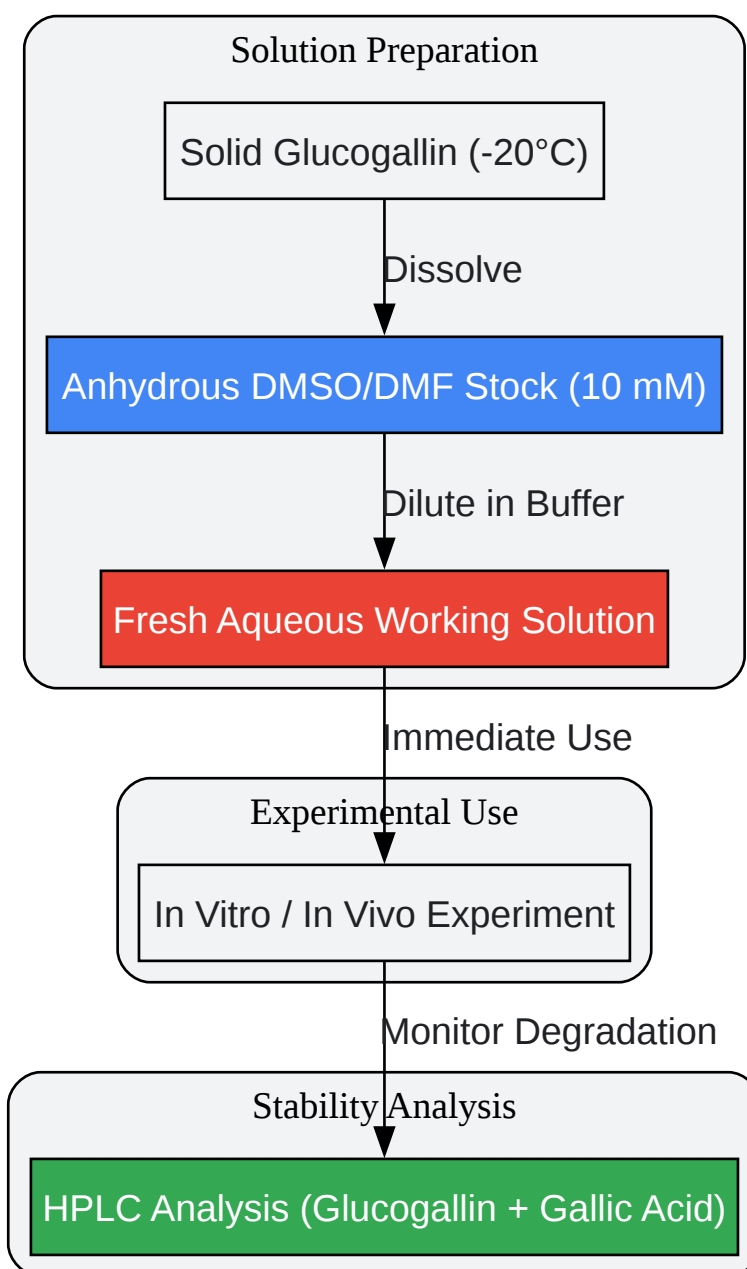 Solution Preparation
Solid Glucogallin (-20°C)
Dissolve
Anhydrous DMSO/DMF Stock (10 mM)
Dilute in Buffer
Fresh Aqueous Working Solution
Immediate Use
Experimental Use
In Vitro / In Vivo Experiment
Monitor Degradation
Stability Analysis
HPLC Analysis (Glucogallin + Gallic Acid)